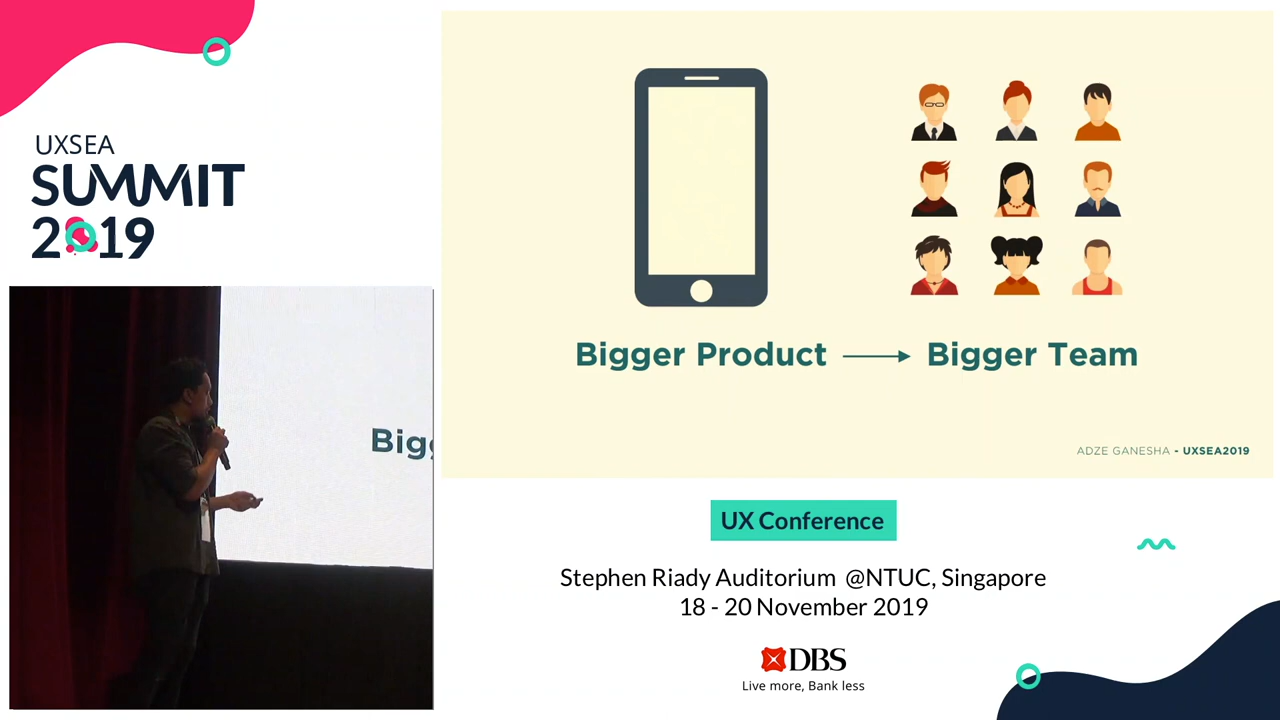 UXSEA
SUMMIT
2019
Bigger Product
Bigger Team
ADZE GANESHA - UXSEA2019
Big
UX Conference
Stephen Riady Auditorium @NTUC, Singapore
18 - 20 November 2019
DBS
Live more, Bank less